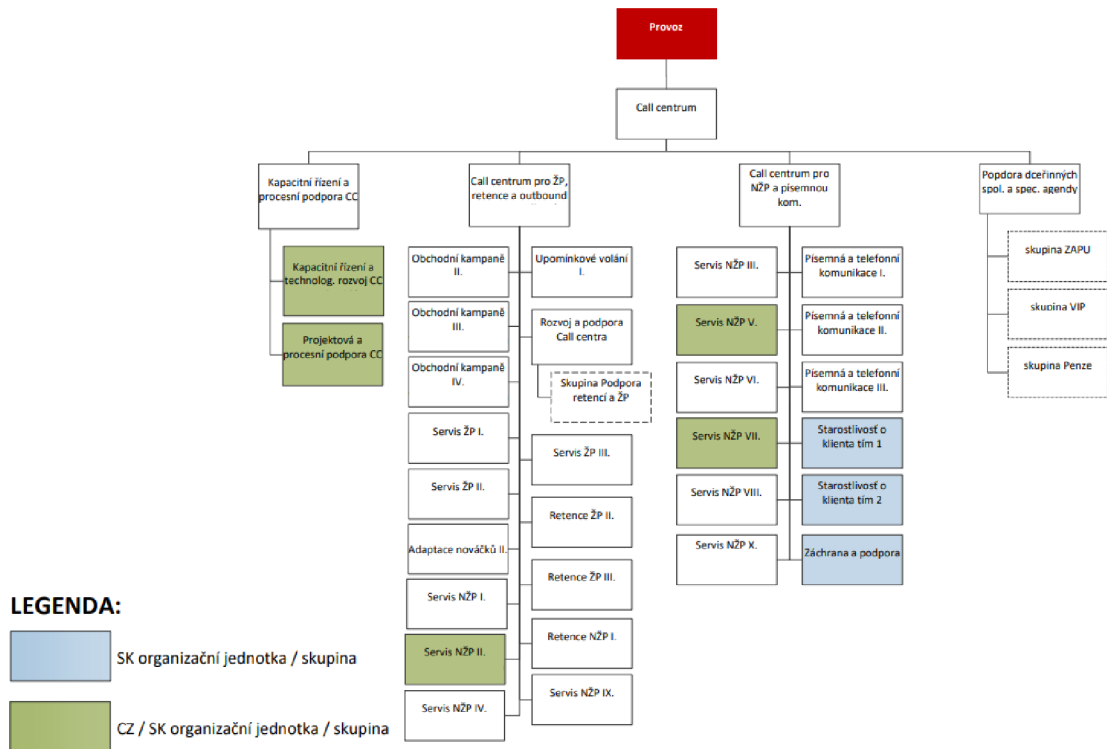 Provoz
Call centrum
Kapacitní řízení a
procesní podpora CC
Call centrum pro ŽP,
retence a outbound
Call centrum pro
NŽP a písemnou
kom.
Popdora dceřinných
spol. a spec. agendy
Kapacitní řízení a
technolog. rozvoj CC
Projektová a
procesní podpora CC
Obchodní kampaně
II.
Obchodní kampaně
III.
Obchodní kampaně
IV.
Servis ŽP I.
Servis ŽP II.
Adaptace nováčků II.
Servis NŽP I.
Servis NŽP II.
Servis NŽP IV.
Upomínkové volání
I.
Rozvoj a podpora
Call centra
Skupina Podpora
retencí a ŽP
Servis ŽP III.
Retence ŽP II.
Retence ŽP III.
Retence NŽP I.
Servis NŽP IX.
Servis NŽP III.
Servis NŽP V.
Servis NŽP VI.
Servis NŽP VII.
Servis NŽP VIII.
Servis NŽP X.
Písemná a telefonní
komunikace I.
Písemná a telefonní
komunikace II.
Písemná a telefonní
komunikace III.
Starostlivosť o
klienta tím 1
Starostlivosť o
klienta tím 2
Záchrana a podpora
skupina ZAPU
skupina VIP
skupina Penze
LEGENDA:
SK organizační jednotka / skupina
CZ / SK organizační jednotka / skupina